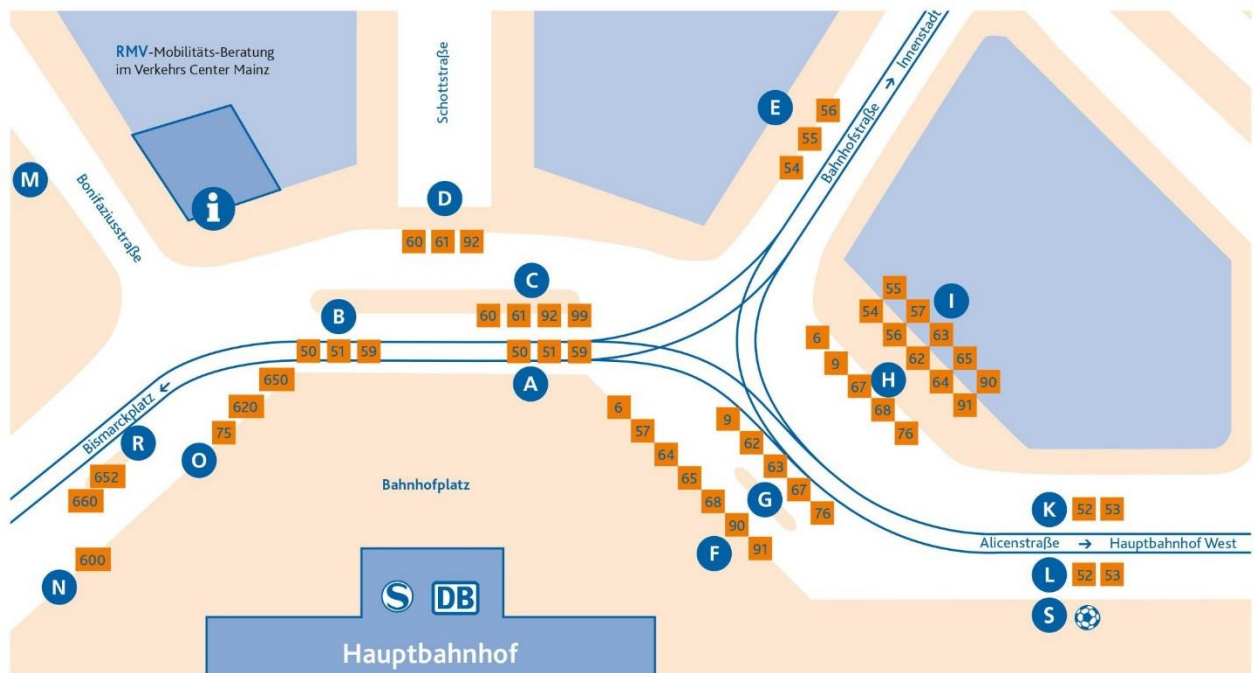 RMV-Mobilitäts-Beratung
im Verkehrs Center Mainz
i
M
Bonifaziusstraße
Schottstraße
D
60 61 92
E
56
55
54
Bahnhofstraße → Innenstadt
C
60 61 92 99
B
50 51 59
A
50 51 59
I
55
54 57
56 63
62 65
64 90
91
H
6
9
67
68
76
Bismarckplatz ←
R
652
660
O
650
620
75
N
600
Bahnhofplatz
F
6
57
64
65
68
90
91
G
9
62
63
67
76
K 52 53
Alicenstraße → Hauptbahnhof West
L 52 53
S
S DB
Hauptbahnhof